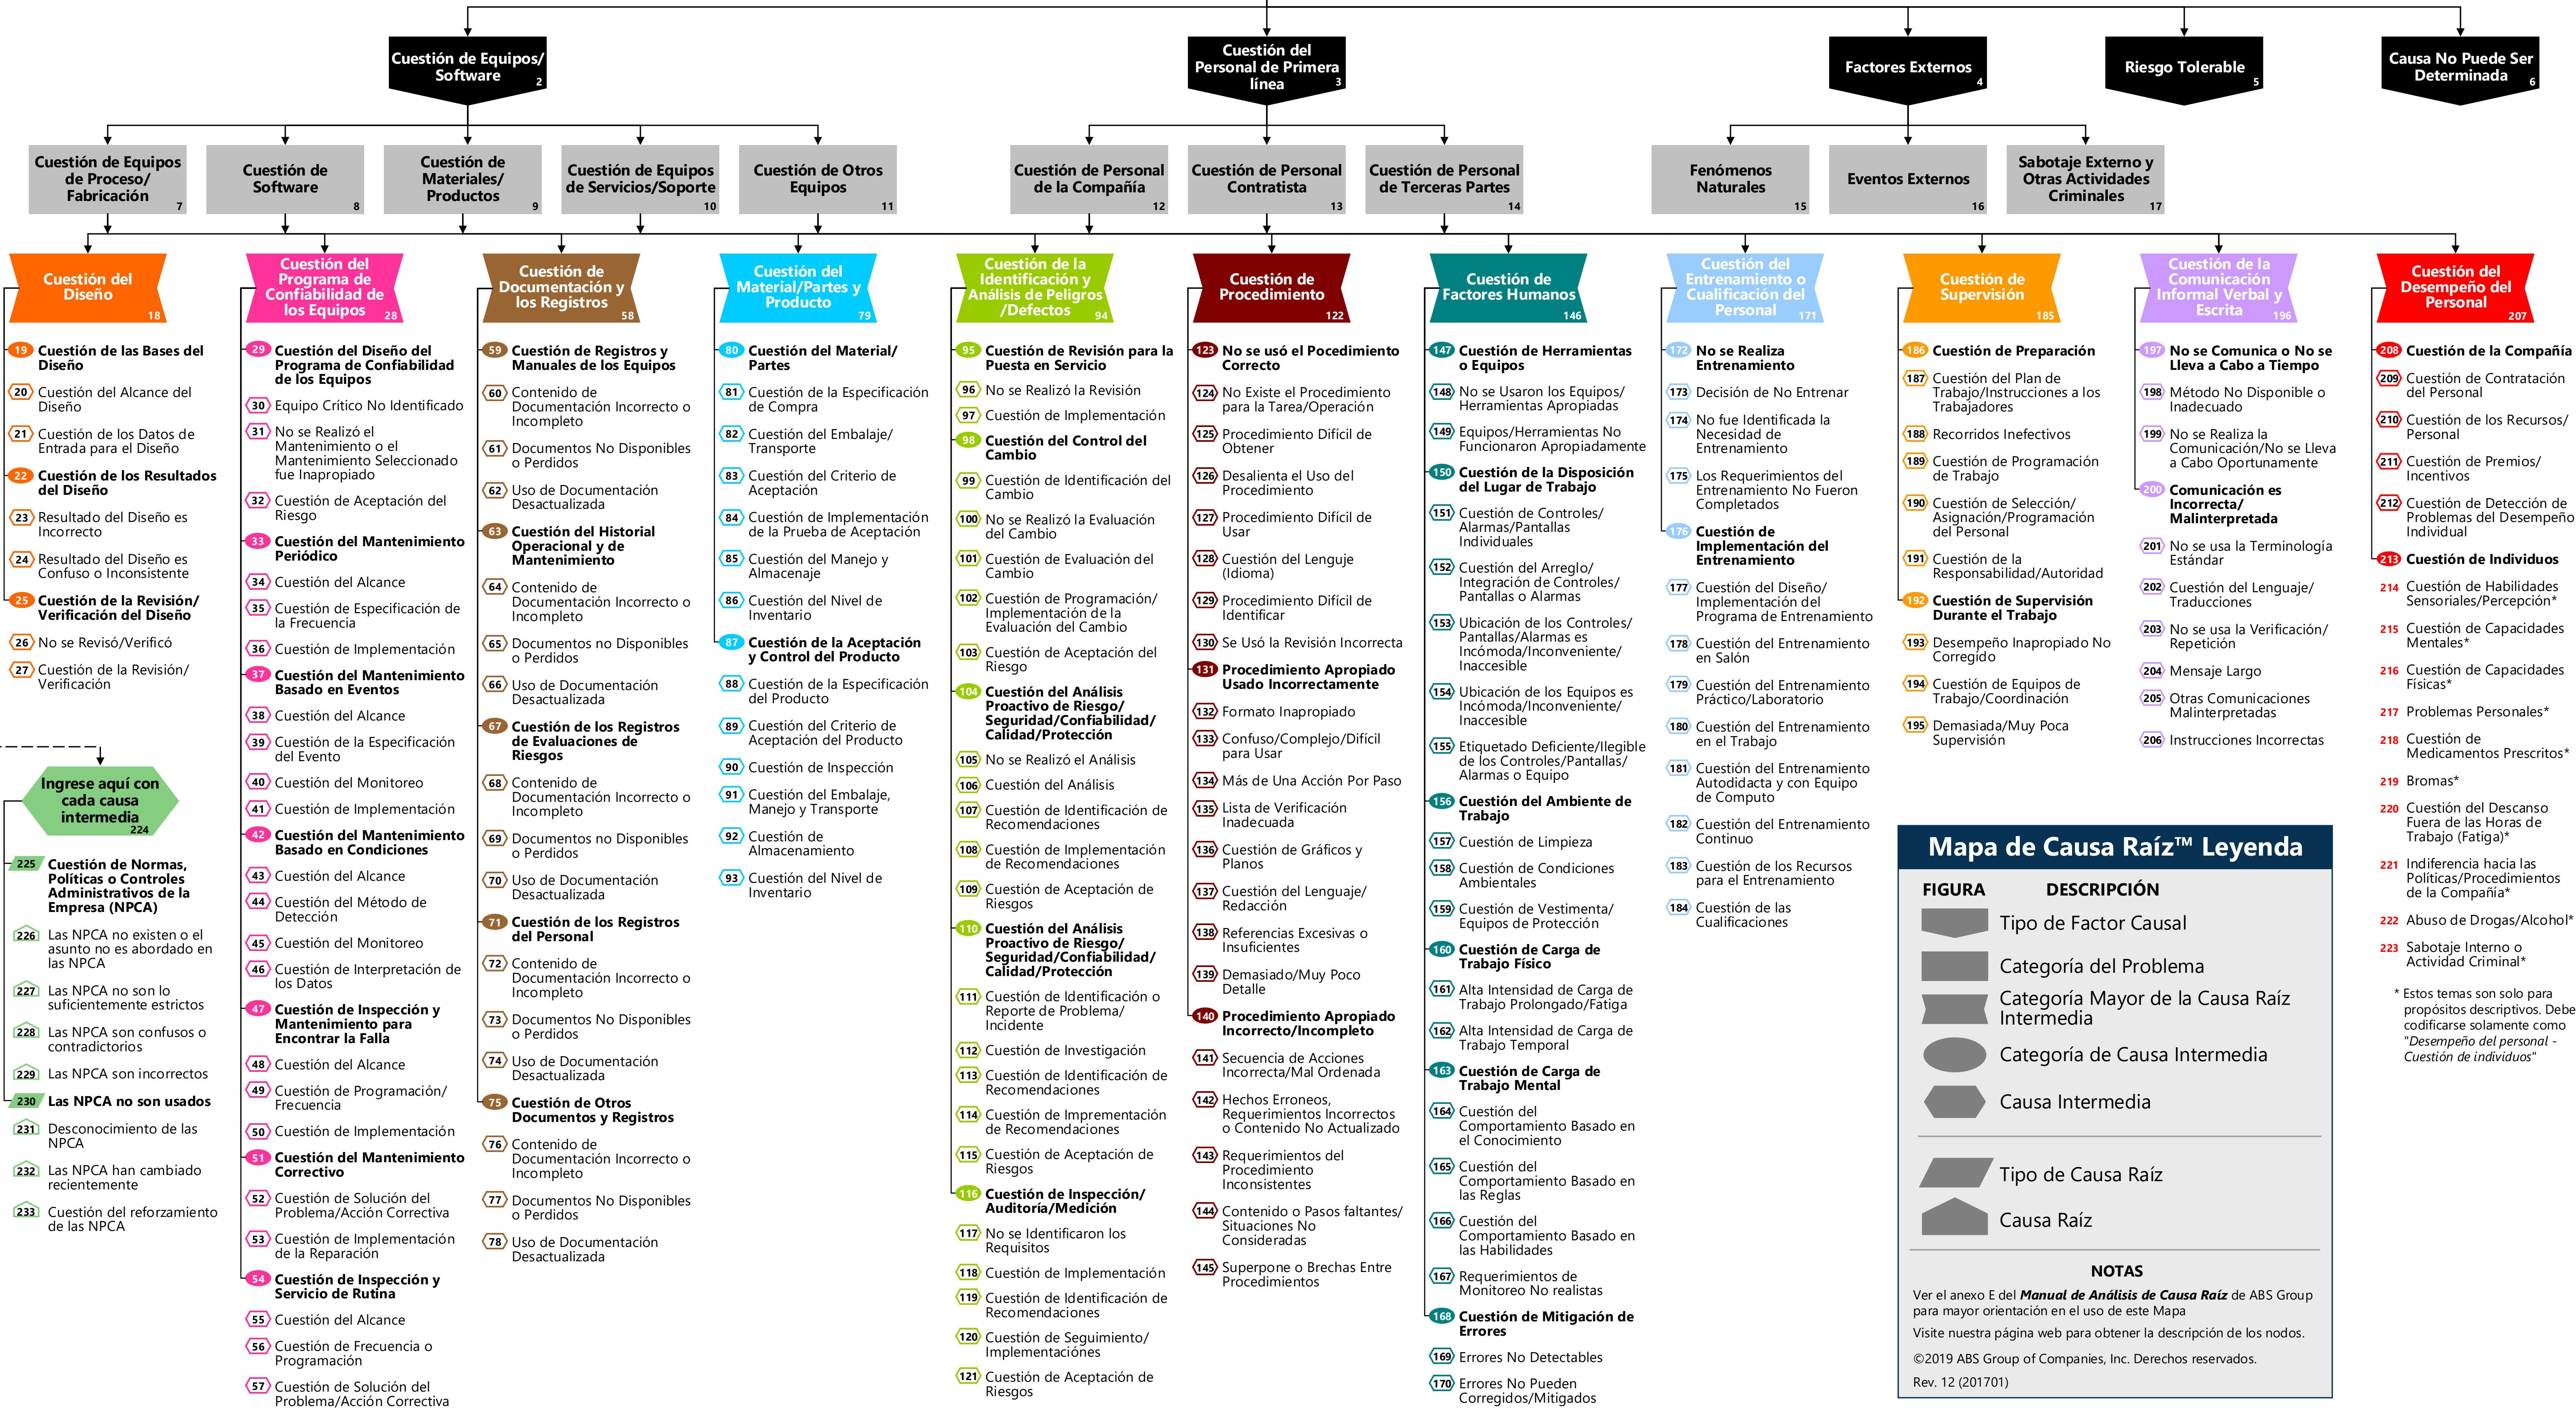 Cuestión de Equipos/
Software
2
Cuestión del
Personal de Primera
línea
3
Factores Externos
4
Riesgo Tolerable
5
Causa No Puede Ser
Determinada
6
Cuestión de Equipos
de Proceso/
Fabricación
7
Cuestión de
Software
8
Cuestión de
Materiales/
Productos
9
Cuestión de Equipos
de Servicios/Soporte
10
Cuestión de Otros
Equipos
11
Cuestión de Personal
de la Compañía
12
Cuestión de Personal
Contratista
13
Cuestión de Personal
de Terceras Partes
14
Fenómenos
Naturales
15
Eventos Externos
16
Sabotaje Externo y
Otras Actividades
Criminales
17
Cuestión del
Diseño
18
19 Cuestión de las Bases del
Diseño
20 Cuestión del Alcance del
Diseño
21 Cuestión de los Datos de
Entrada para el Diseño
22 Cuestión de los Resultados
del Diseño
23 Resultado del Diseño es
Incorrecto
24 Resultado del Diseño es
Confuso o Inconsistente
25 Cuestión de la Revisión/
Verificación del Diseño
26 No se Revisó/Verificó
27 Cuestión de la Revisión/
Verificación
Ingrese aquí con
cada causa
intermedia
224
225 Cuestión de Normas,
Políticas o Controles
Administrativos de la
Empresa (NPCA)
226 Las NPCA no existen o el
asunto no es abordado en
las NPCA
227 Las NPCA no son lo
suficientemente estrictos
228 Las NPCA son confusos o
contradictorios
229 Las NPCA son incorrectos
230 Las NPCA no son usados
231 Desconocimiento de las
NPCA
232 Las NPCA han cambiado
recientemente
233 Cuestión del reforzamiento
de las NPCA
Cuestión del
Programa de
Confiabilidad de
los Equipos
28
29 Cuestión del Diseño del
Programa de Confiabilidad
de los Equipos
30 Equipo Crítico No Identificado
31 No se Realizó el
Mantenimiento o el
Mantenimiento Seleccionado
fue Inapropiado
32 Cuestión de Aceptación del
Riesgo
33 Cuestión del Mantenimiento
Periódico
34 Cuestión del Alcance
35 Cuestión de Especificación de
la Frecuencia
36 Cuestión de Implementación
37 Cuestión del Mantenimiento
Basado en Eventos
38 Cuestión del Alcance
39 Cuestión de la Especificación
del Evento
40 Cuestión del Monitoreo
41 Cuestión de Implementación
42 Cuestión del Mantenimiento
Basado en Condiciones
43 Cuestión del Alcance
44 Cuestión del Método de
Detección
45 Cuestión del Monitoreo
46 Cuestión de Interpretación de
los Datos
47 Cuestión de Inspección y
Mantenimiento para
Encontrar la Falla
48 Cuestión del Alcance
49 Cuestión de Programación/
Frecuencia
50 Cuestión de Implementación
51 Cuestión del Mantenimiento
Correctivo
52 Cuestión de Solución del
Problema/Acción Correctiva
53 Cuestión de Implementación
de la Reparación
54 Cuestión de Inspección y
Servicio de Rutina
55 Cuestión del Alcance
56 Cuestión de Frecuencia o
Programación
57 Cuestión de Solución del
Problema/Acción Correctiva
Cuestión de
Documentación y
los Registros
58
59 Cuestión de Registros y
Manuales de los Equipos
60 Contenido de
Documentación Incorrecto o
Incompleto
61 Documentos No Disponibles
o Perdidos
62 Uso de Documentación
Desactualizada
63 Cuestión del Historial
Operacional y de
Mantenimiento
64 Contenido de
Documentación Incorrecto o
Incompleto
65 Documentos no Disponibles
o Perdidos
66 Uso de Documentación
Desactualizada
67 Cuestión de los Registros
de Evaluaciones de
Riesgos
68 Contenido de
Documentación Incorrecto o
Incompleto
69 Documentos no Disponibles
o Perdidos
70 Uso de Documentación
Desactualizada
71 Cuestión de los Registros
del Personal
72 Contenido de
Documentación Incorrecto o
Incompleto
73 Documentos No Disponibles
o Perdidos
74 Uso de Documentación
Desactualizada
75 Cuestión de Otros
Documentos y Registros
76 Contenido de
Documentación Incorrecto o
Incompleto
77 Documentos No Disponibles
o Perdidos
78 Uso de Documentación
Desactualizada
Cuestión del
Material/Partes y
Producto
79
80 Cuestión del Material/
Partes
81 Cuestión de la Especificación
de Compra
82 Cuestión del Embalaje/
Transporte
83 Cuestión del Criterio de
Aceptación
84 Cuestión de Implementación
de la Prueba de Aceptación
85 Cuestión del Manejo y
Almacenaje
86 Cuestión del Nivel de
Inventario
87 Cuestión de la Aceptación
y Control del Producto
88 Cuestión de la Especificación
del Producto
89 Cuestión del Criterio de
Aceptación del Producto
90 Cuestión de Inspección
91 Cuestión del Embalaje,
Manejo y Transporte
92 Cuestión de
Almacenamiento
93 Cuestión del Nivel de
Inventario
Cuestión de la
Identificación y
Análisis de Peligros
/Defectos
94
95 Cuestión de Revisión para la
Puesta en Servicio
96 No se Realizó la Revisión
97 Cuestión de Implementación
98 Cuestión del Control del
Cambio
99 Cuestión de Identificación del
Cambio
100 No se Realizó la Evaluación
del Cambio
101 Cuestión de Evaluación del
Cambio
102 Cuestión de Programación/
Implementación de la
Evaluación del Cambio
103 Cuestión de Aceptación del
Riesgo
104 Cuestión del Análisis
Proactivo de Riesgo/
Seguridad/Confiabilidad/
Calidad/Protección
105 No se Realizó el Análisis
106 Cuestión del Análisis
107 Cuestión de Identificación de
Recomendaciones
108 Cuestión de Implementación
de Recomendaciones
109 Cuestión de Aceptación de
Riesgos
110 Cuestión del Análisis
Proactivo de Riesgo/
Seguridad/Confiabilidad/
Calidad/Protección
111 Cuestión de Identificación o
Reporte de Problema/
Incidente
112 Cuestión de Investigación
113 Cuestión de Identificación de
Recomendaciones
114 Cuestión de Imprementación
de Recomendaciones
115 Cuestión de Aceptación de
Riesgos
116 Cuestión de Inspección/
Auditoría/Medición
117 No se Identificaron los
Requisitos
118 Cuestión de Implementación
119 Cuestión de Identificación de
Recomendaciones
120 Cuestión de Seguimiento/
Implementaciónes
121 Cuestión de Aceptación de
Riesgos
Cuestión de
Procedimiento
122
123 No se usó el Pocedimiento
Correcto
124 No Existe el Procedimiento
para la Tarea/Operación
125 Procedimiento Difícil de
Obtener
126 Desalienta el Uso del
Procedimiento
127 Procedimiento Difícil de
Usar
128 Cuestión del Lenguje
(Idioma)
129 Procedimiento Difícil de
Identificar
130 Se Usó la Revisión Incorrecta
131 Procedimiento Apropiado
Usado Incorrectamente
132 Formato Inapropiado
133 Confuso/Complejo/Difícil
para Usar
134 Más de Una Acción Por Paso
135 Lista de Verificación
Inadecuada
136 Cuestión de Gráficos y
Planos
137 Cuestión del Lenguaje/
Redacción
138 Referencias Excesivas o
Insuficientes
139 Demasiado/Muy Poco
Detalle
140 Procedimiento Apropiado
Incorrecto/Incompleto
141 Secuencia de Acciones
Incorrecta/Mal Ordenada
142 Hechos Erroneos,
Requerimientos Incorrectos
o Contenido No Actualizado
143 Requerimientos del
Procedimiento
Inconsistentes
144 Contenido o Pasos faltantes/
Situaciones No
Consideradas
145 Superpone o Brechas Entre
Procedimientos
Cuestión de
Factores Humanos
146
147 Cuestión de Herramientas
o Equipos
148 No se Usaron los Equipos/
Herramientas Apropiadas
149 Equipos/Herramientas No
Funcionaron Apropiadamente
150 Cuestión de la Disposición
del Lugar de Trabajo
151 Cuestión de Controles/
Alarmas/Pantallas
Individuales
152 Cuestión del Arreglo/
Integración de Controles/
Pantallas o Alarmas
153 Ubicación de los Controles/
Pantallas/Alarmas es
Incómoda/Inconveniente/
Inaccesible
154 Ubicación de los Equipos es
Incómoda/Inconveniente/
Inaccesible
155 Etiquetado Deficiente/Ilegible
de los Controles/Pantallas/
Alarmas o Equipo
156 Cuestión del Ambiente de
Trabajo
157 Cuestión de Limpieza
158 Cuestión de Condiciones
Ambientales
159 Cuestión de Vestimenta/
Equipos de Protección
160 Cuestión de Carga de
Trabajo Físico
161 Alta Intensidad de Carga de
Trabajo Prolongado/Fatiga
162 Alta Intensidad de Carga de
Trabajo Temporal
163 Cuestión de Carga de
Trabajo Mental
164 Cuestión del
Comportamiento Basado en
el Conocimiento
165 Cuestión del
Comportamiento Basado en
las Reglas
166 Cuestión del
Comportamiento Basado en
las Habilidades
167 Requerimientos de
Monitoreo No realistas
168 Cuestión de Mitigación de
Errores
169 Errores No Detectables
170 Errores No Pueden
Corregidos/Mitigados
Cuestión del
Entrenamiento o
Cualificación del
Personal
171
172 No se Realiza
Entrenamiento
173 Decisión de No Entrenar
174 No fue Identificada la
Necesidad de
Entrenamiento
175 Los Requerimientos del
Entrenamiento No Fueron
Completados
176 Cuestión de
Implementación del
Entrenamiento
177 Cuestión del Diseño/
Implementación del
Programa de Entrenamiento
178 Cuestión del Entrenamiento
en Salón
179 Cuestión del Entrenamiento
Práctico/Laboratorio
180 Cuestión del Entrenamiento
en el Trabajo
181 Cuestión del Entrenamiento
Autodidacta y con Equipo
de Computo
182 Cuestión del Entrenamiento
Continuo
183 Cuestión de los Recursos
para el Entrenamiento
184 Cuestión de las
Cualificaciones
Cuestión de
Supervisión
185
186 Cuestión de Preparación
187 Cuestión del Plan de
Trabajo/Instrucciones a los
Trabajadores
188 Recorridos Inefectivos
189 Cuestión de Programación
de Trabajo
190 Cuestión de Selección/
Asignación/Programación
del Personal
191 Cuestión de la
Responsabilidad/Autoridad
192 Cuestión de Supervisión
Durante el Trabajo
193 Desempeño Inapropiado No
Corregido
194 Cuestión de Equipos de
Trabajo/Coordinación
195 Demasiada/Muy Poca
Supervisión
Cuestión de la
Comunicación
Informal Verbal y
Escrita
196
197 No se Comunica o No se
Lleva a Cabo a Tiempo
198 Método No Disponible o
Inadecuado
199 No se Realiza la
Comunicación/No se Lleva
a Cabo Oportunamente
200 Comunicación es
Incorrecta/
Malinterpretada
201 No se usa la Terminología
Estándar
202 Cuestión del Lenguaje/
Traducciones
203 No se usa la Verificación/
Repetición
204 Mensaje Largo
205 Otras Comunicaciones
Malinterpretadas
206 Instrucciones Incorrectas
Cuestión del
Desempeño del
Personal
207
208 Cuestión de la Compañía
209 Cuestión de Contratación
del Personal
210 Cuestión de los Recursos/
Personal
211 Cuestión de Premios/
Incentivos
212 Cuestión de Detección de
Problemas del Desempeño
Individual
213 Cuestión de Individuos
214 Cuestión de Habilidades
Sensoriales/Percepción*
215 Cuestión de Capacidades
Mentales*
216 Cuestión de Capacidades
Físicas*
217 Problemas Personales*
218 Cuestión de
Medicamentos Prescritos*
219 Bromas*
220 Cuestión del Descanso
Fuera de las Horas de
Trabajo (Fatiga)*
221 Indiferencia hacia las
Políticas/Procedimientos
de la Compañía*
222 Abuso de Drogas/Alcohol*
223 Sabotaje Interno o
Actividad Criminal*
* Estos temas son solo para
propósitos descriptivos. Debe
codificarse solamente como
"Desempeño del personal -
Cuestión de individuos"
Mapa de Causa Raíz™ Leyenda
FIGURA DESCRIPCIÓN
Tipo de Factor Causal
Categoría del Problema
Categoría Mayor de la Causa Raíz
Intermedia
Categoría de Causa Intermedia
Causa Intermedia
Tipo de Causa Raíz
Causa Raíz
NOTAS
Ver el anexo E del Manual de Análisis de Causa Raíz de ABS Group
para mayor orientación en el uso de este Mapa
Visite nuestra página web para obtener la descripción de los nodos.
©2019 ABS Group of Companies, Inc. Derechos reservados.
Rev. 12 (201701)